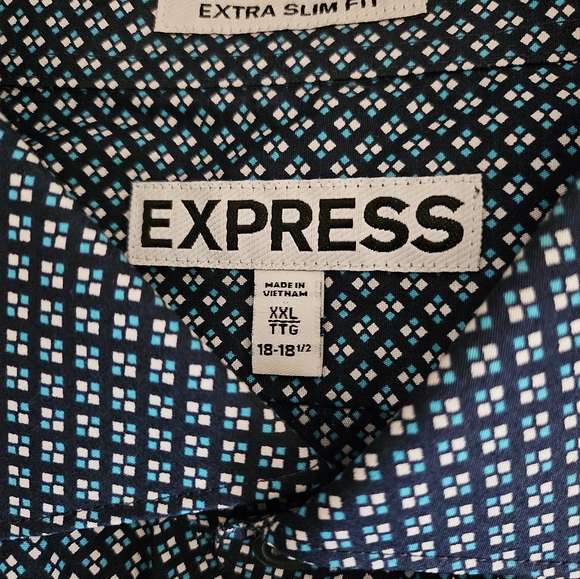 EXTRA SLIM FIT
EXPRESS
MADE IN
VIETNAM
XXL
TTG
18-18 1/2